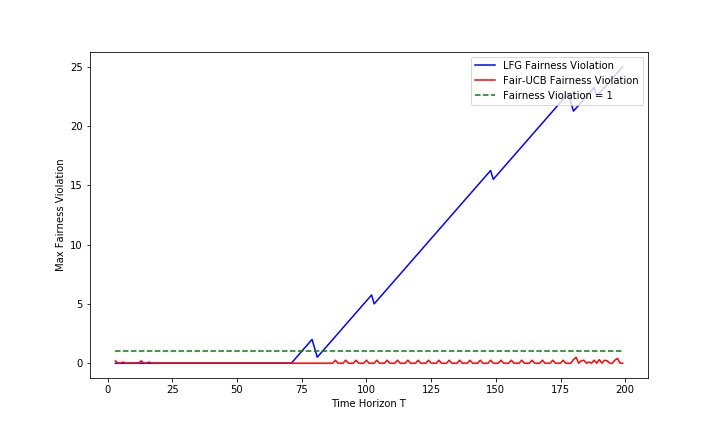 LFG Fairness Violation
Fair-UCB Fairness Violation
Fairness Violation = 1
Max Fairness Violation
25
20
15
10
5
0
0 25 50 75 100 125 150 175 200
Time Horizon T